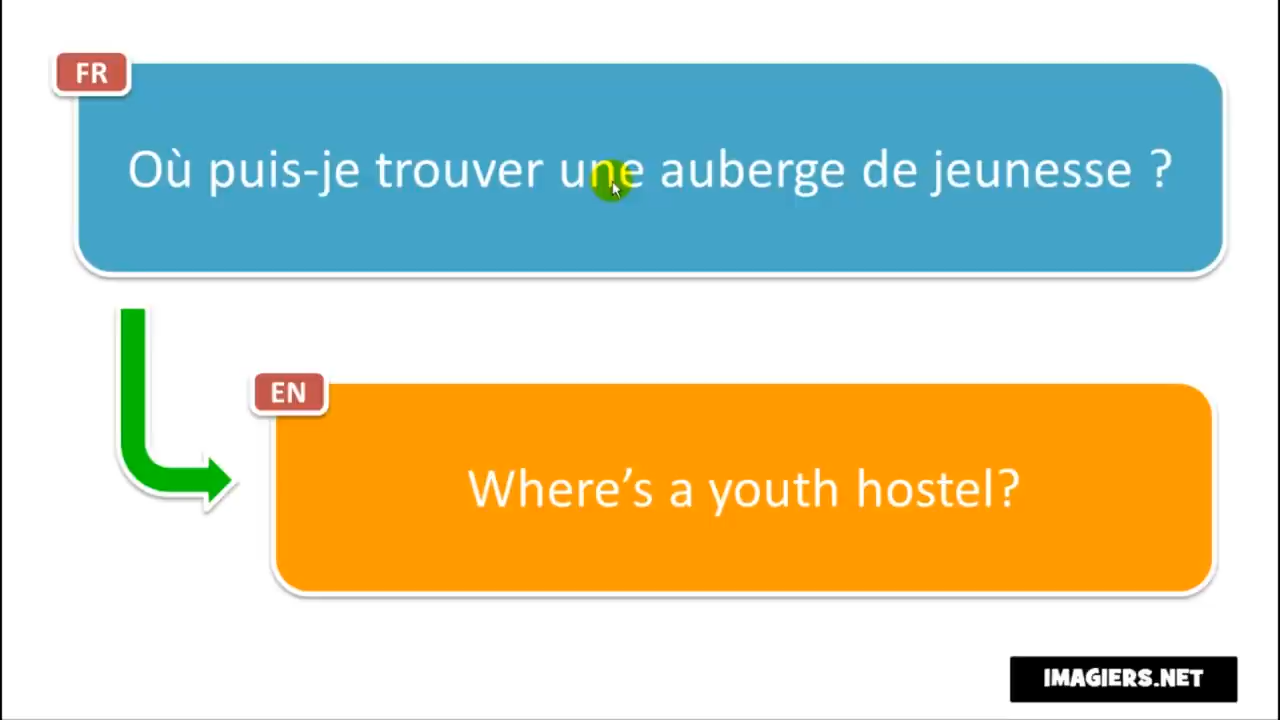 FR
Où puis-je trouver une auberge de jeunesse ?
EN
Where’s a youth hostel?
IMAGIERS.NET